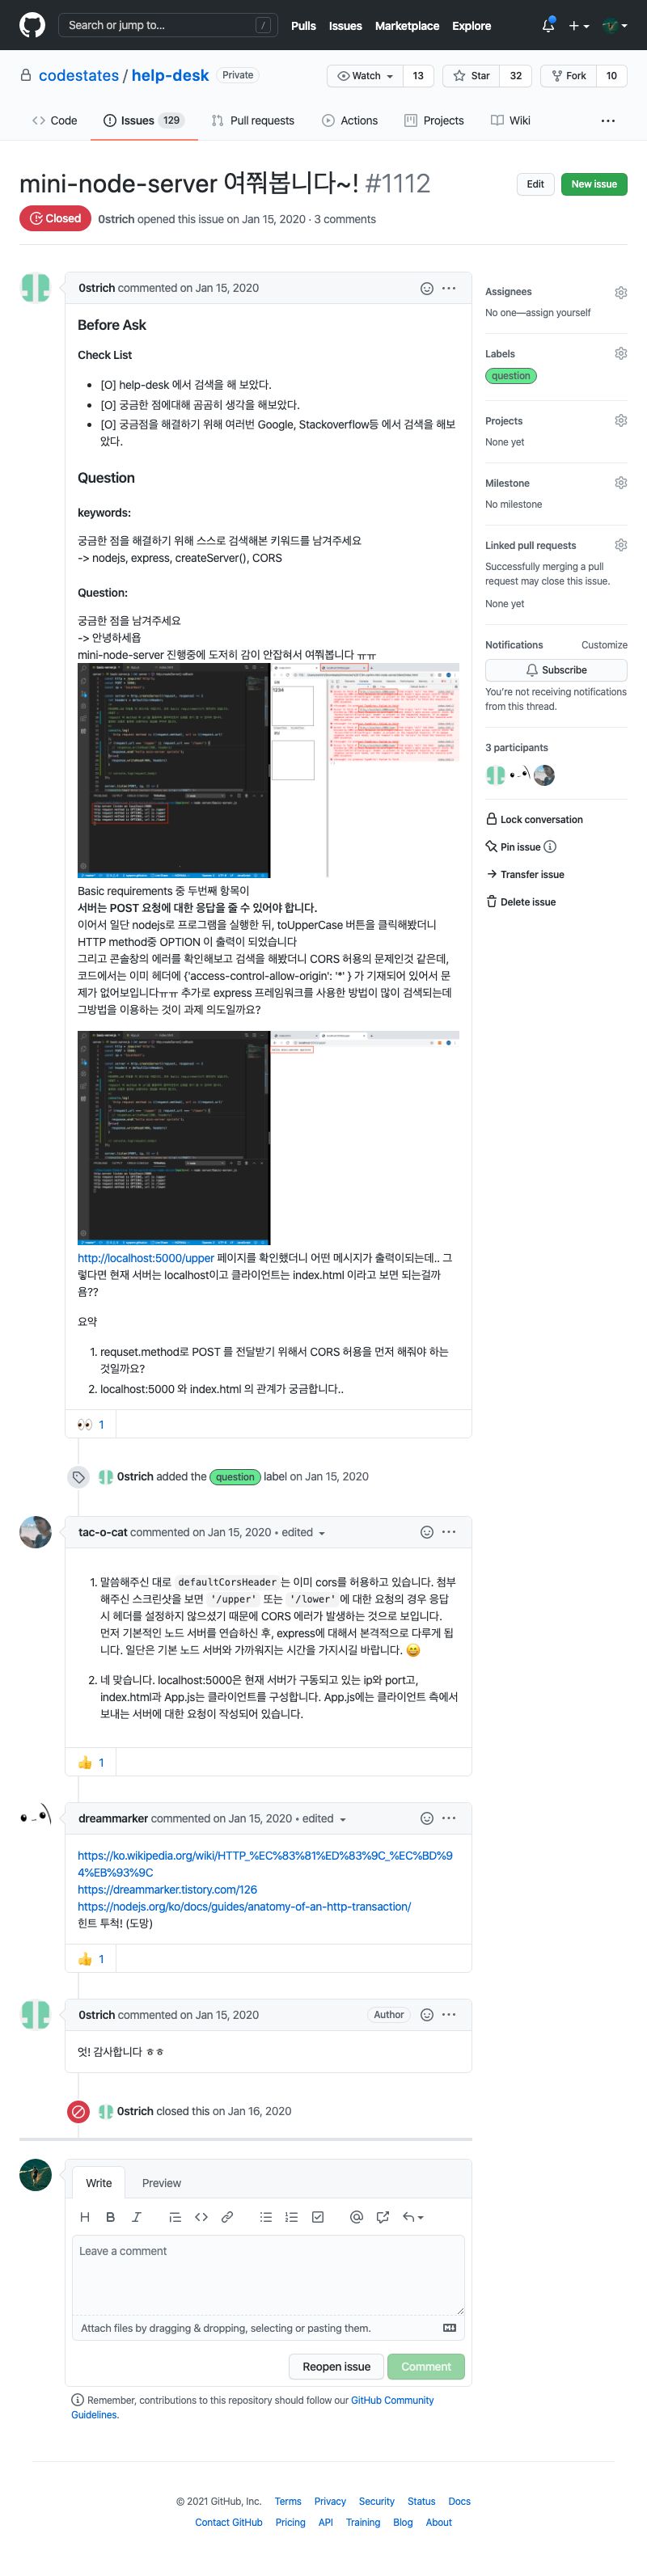 Search or jump to...
/
Pulls Issues Marketplace Explore
codestates / help-desk Private
Watch 13 Star 32 Fork 10
Code Issues 129 Pull requests Actions Projects Wiki
mini-node-server 여쭤봅니다~! #1112
Edit New issue
Closed 0strich opened this issue on Jan 15, 2020 · 3 comments
0strich commented on Jan 15, 2020
Before Ask
Check List
[O] help-desk 에서 검색을 해 보았다.
[O] 궁금한 점에대해 곰곰히 생각을 해보았다.
[O] 궁금점을 해결하기 위해 여러번 Google, Stackoverflow등 에서 검색을 해보
았다.
Question
keywords:
궁금한 점을 해결하기 위해 스스로 검색해본 키워드를 남겨주세요
-> nodejs, express, createServer(), CORS
Question:
궁금한 점을 남겨주세요
-> 안녕하세욤
mini-node-server 진행중에 도저히 감이 안잡혀서 여쭤봅니다 ㅠㅠ
Basic requirements 중 두번째 항목이
서버는 POST 요청에 대한 응답을 줄 수 있어야 합니다.
이어서 일단 nodejs로 프로그램을 실행한 뒤, toUpperCase 버튼을 클릭해봤더니
HTTP method중 OPTION 이 출력이 되었습니다
그리고 콘솔창의 에러를 확인해보고 검색을 해봤더니 CORS 허용의 문제인것 같은데,
코드에서는 이미 헤더에 {'access-control-allow-origin': '*' } 가 기재되어 있어서 문
제가 없어보입니다ㅠㅠ 추가로 express 프레임워크를 사용한 방법이 많이 검색되는데
그방법을 이용하는 것이 과제 의도일까요?
http://localhost:5000/upper 페이지를 확인했더니 어떤 메시지가 출력이되는데.. 그
렇다면 현재 서버는 localhost이고 클라이언트는 index.html 이라고 보면 되는걸까
욤??
요약
1. requset.method로 POST 를 전달받기 위해서 CORS 허용을 먼저 해줘야 하는
것일까요?
2. localhost:5000 와 index.html 의 관계가 궁금합니다..
1
0strich added the question label on Jan 15, 2020
tac-o-cat commented on Jan 15, 2020 • edited
1. 말씀해주신 대로 defaultCorsHeader 는 이미 cors를 허용하고 있습니다. 첨부
해주신 스크린샷을 보면 '/upper' 또는 '/lower' 에 대한 요청의 경우 응답
시 헤더를 설정하지 않으셨기 때문에 CORS 에러가 발생하는 것으로 보입니다.
먼저 기본적인 노드 서버를 연습하신 후, express에 대해서 본격적으로 다루게 됩
니다. 일단은 기본 노드 서버와 가까워지는 시간을 가지시길 바랍니다. 😄
2. 네 맞습니다. localhost:5000은 현재 서버가 구동되고 있는 ip와 port고,
index.html과 App.js는 클라이언트를 구성합니다. App.js에는 클라이언트 측에서
보내는 서버에 대한 요청이 작성되어 있습니다.
1
dreammarker commented on Jan 15, 2020 • edited
https://ko.wikipedia.org/wiki/HTTP_%EC%83%81%ED%83%9C_%EC%BD%9
4%EB%93%9C
https://dreammarker.tistory.com/126
https://nodejs.org/ko/docs/guides/anatomy-of-an-http-transaction/
힌트 투척! (도망)
1
0strich commented on Jan 15, 2020 Author
엇! 감사합니다 ㅎㅎ
0strich closed this on Jan 16, 2020
Write Preview
Leave a comment
Attach files by dragging & dropping, selecting or pasting them.
Reopen issue Comment
Remember, contributions to this repository should follow our GitHub Community
Guidelines.
Assignees
No one—assign yourself
Labels
question
Projects
None yet
Milestone
No milestone
Linked pull requests
Successfully merging a pull
request may close this issue.
None yet
Notifications Customize
Subscribe
You're not receiving notifications
from this thread.
3 participants
Lock conversation
Pin issue
Transfer issue
Delete issue
© 2021 GitHub, Inc. Terms Privacy Security Status Docs
Contact GitHub Pricing API Training Blog About